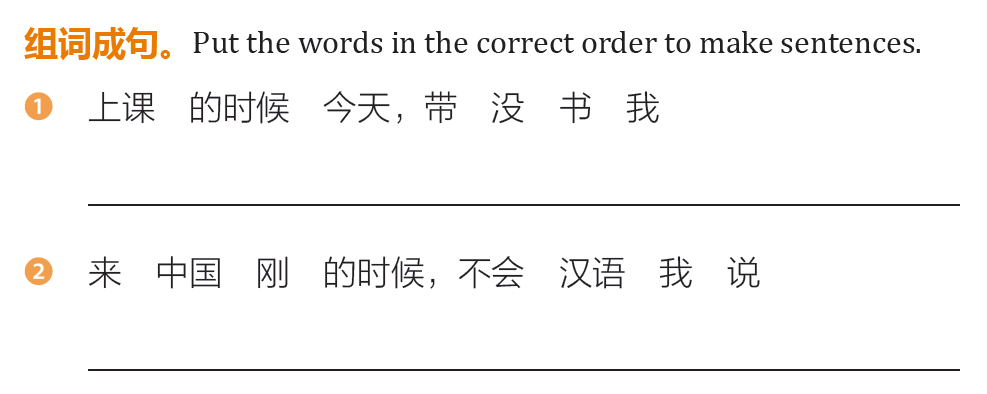 组词成句。Put the words in the correct order to make sentences.
1 上课 的时候 今天，带 没 书 我
2 来 中国 刚 的时候，不会 汉语 我 说